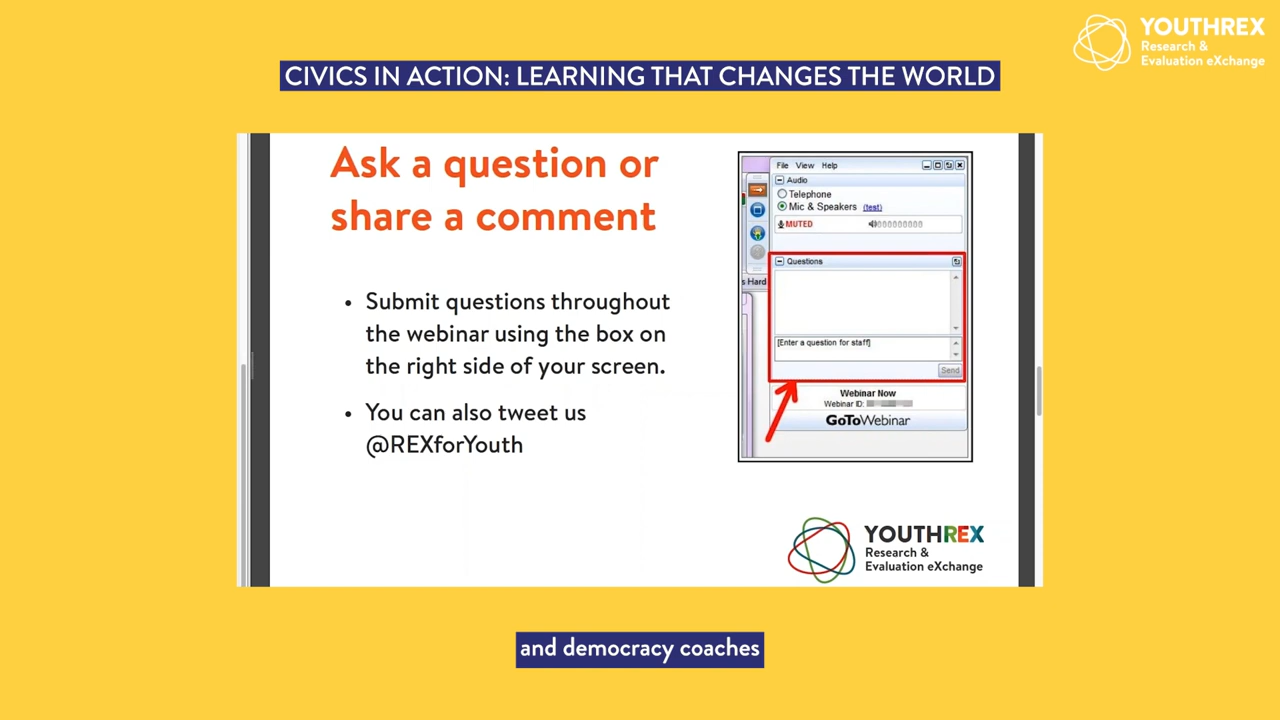 YOUTHREX
Research &
Evaluation eXchange
CIVICS IN ACTION: LEARNING THAT CHANGES THE WORLD
Ask a question or
share a comment
• Submit questions throughout
the webinar using the box on
the right side of your screen.
• You can also tweet us
@REXforYouth
File View Help
Audio
Telephone
Mic & Speakers (test)
MUTED
Questions
s Hard
[Enter a question for staff]
Send
Webinar Now
Webinar ID:
GoToWebinar
YOUTHREX
Research &
Evaluation eXchange
and democracy coaches